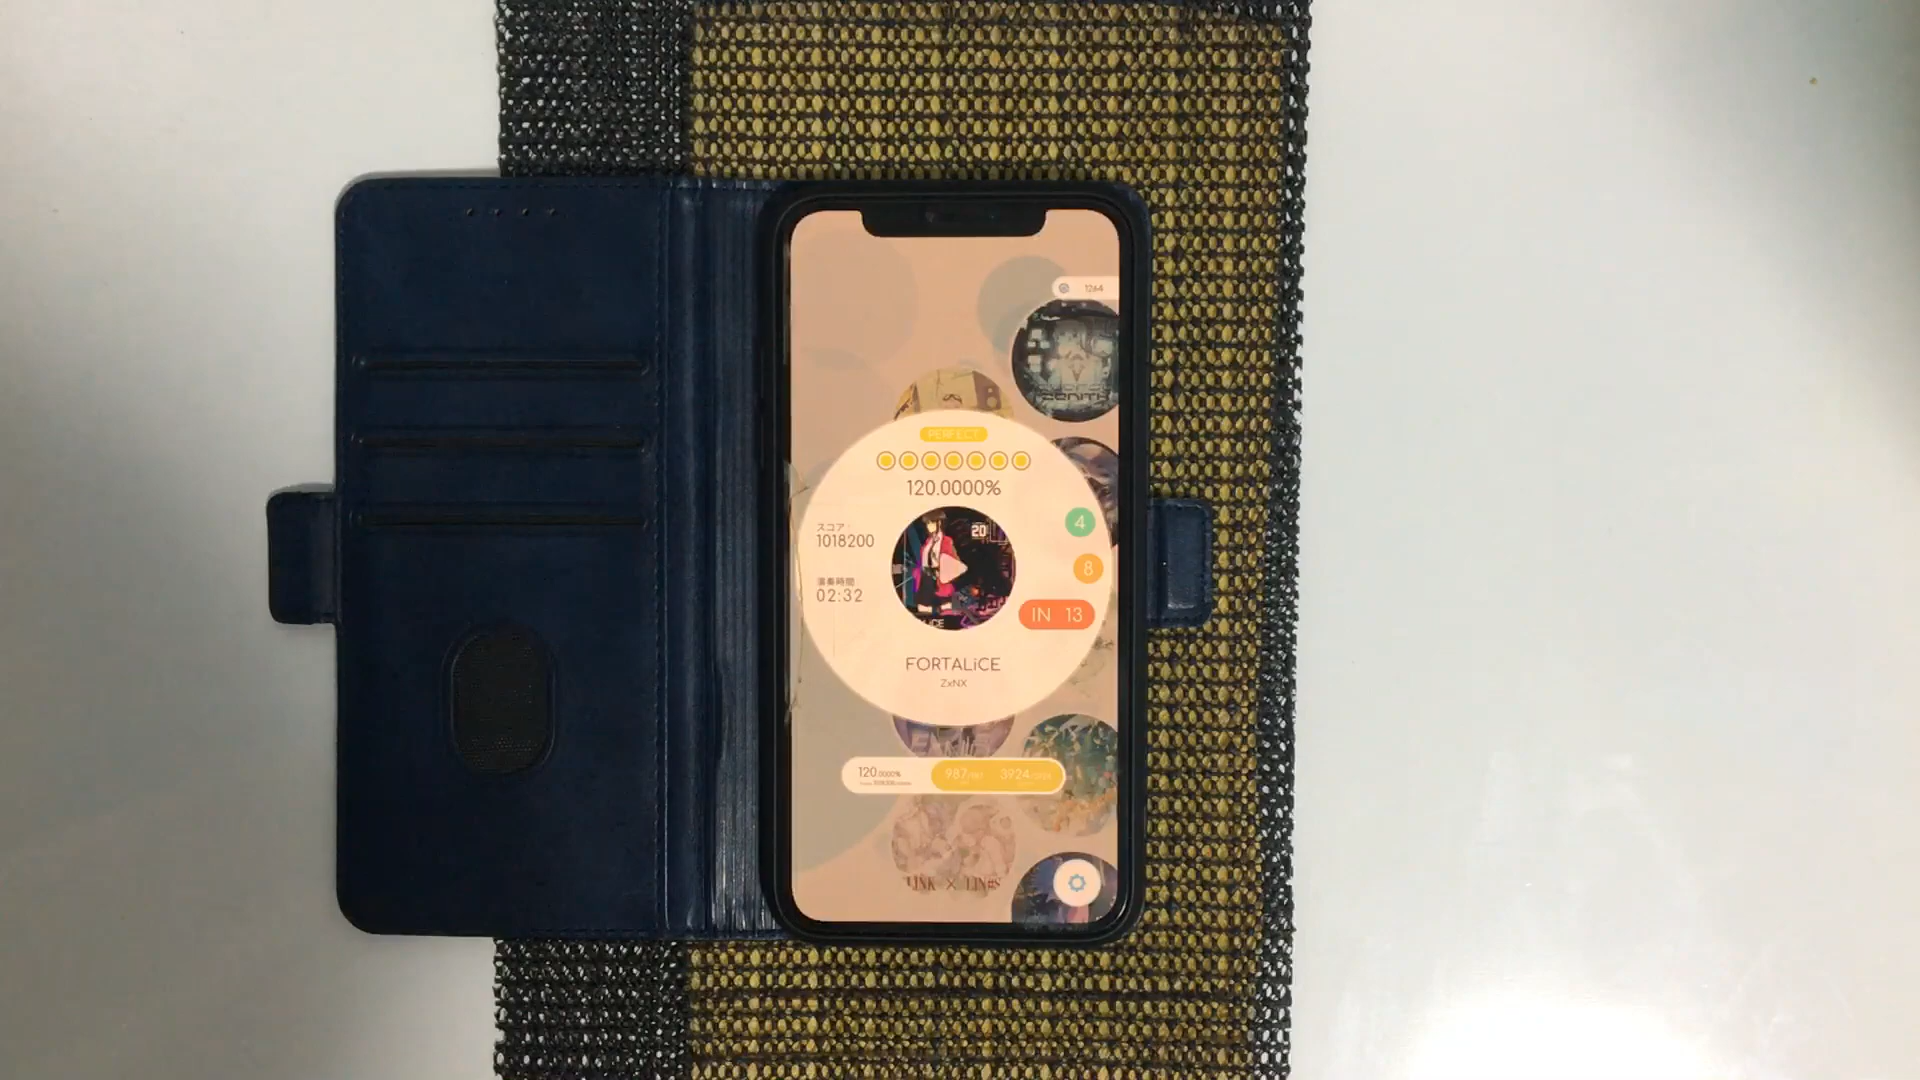 1264
ZENITH
PERFECT
120.0000%
スコア
1018200
20
4
8
演奏時間
02:32
IN 13
FORTALiCE
ZxNX
120.0000%
987
3924
LINK × LIN#S